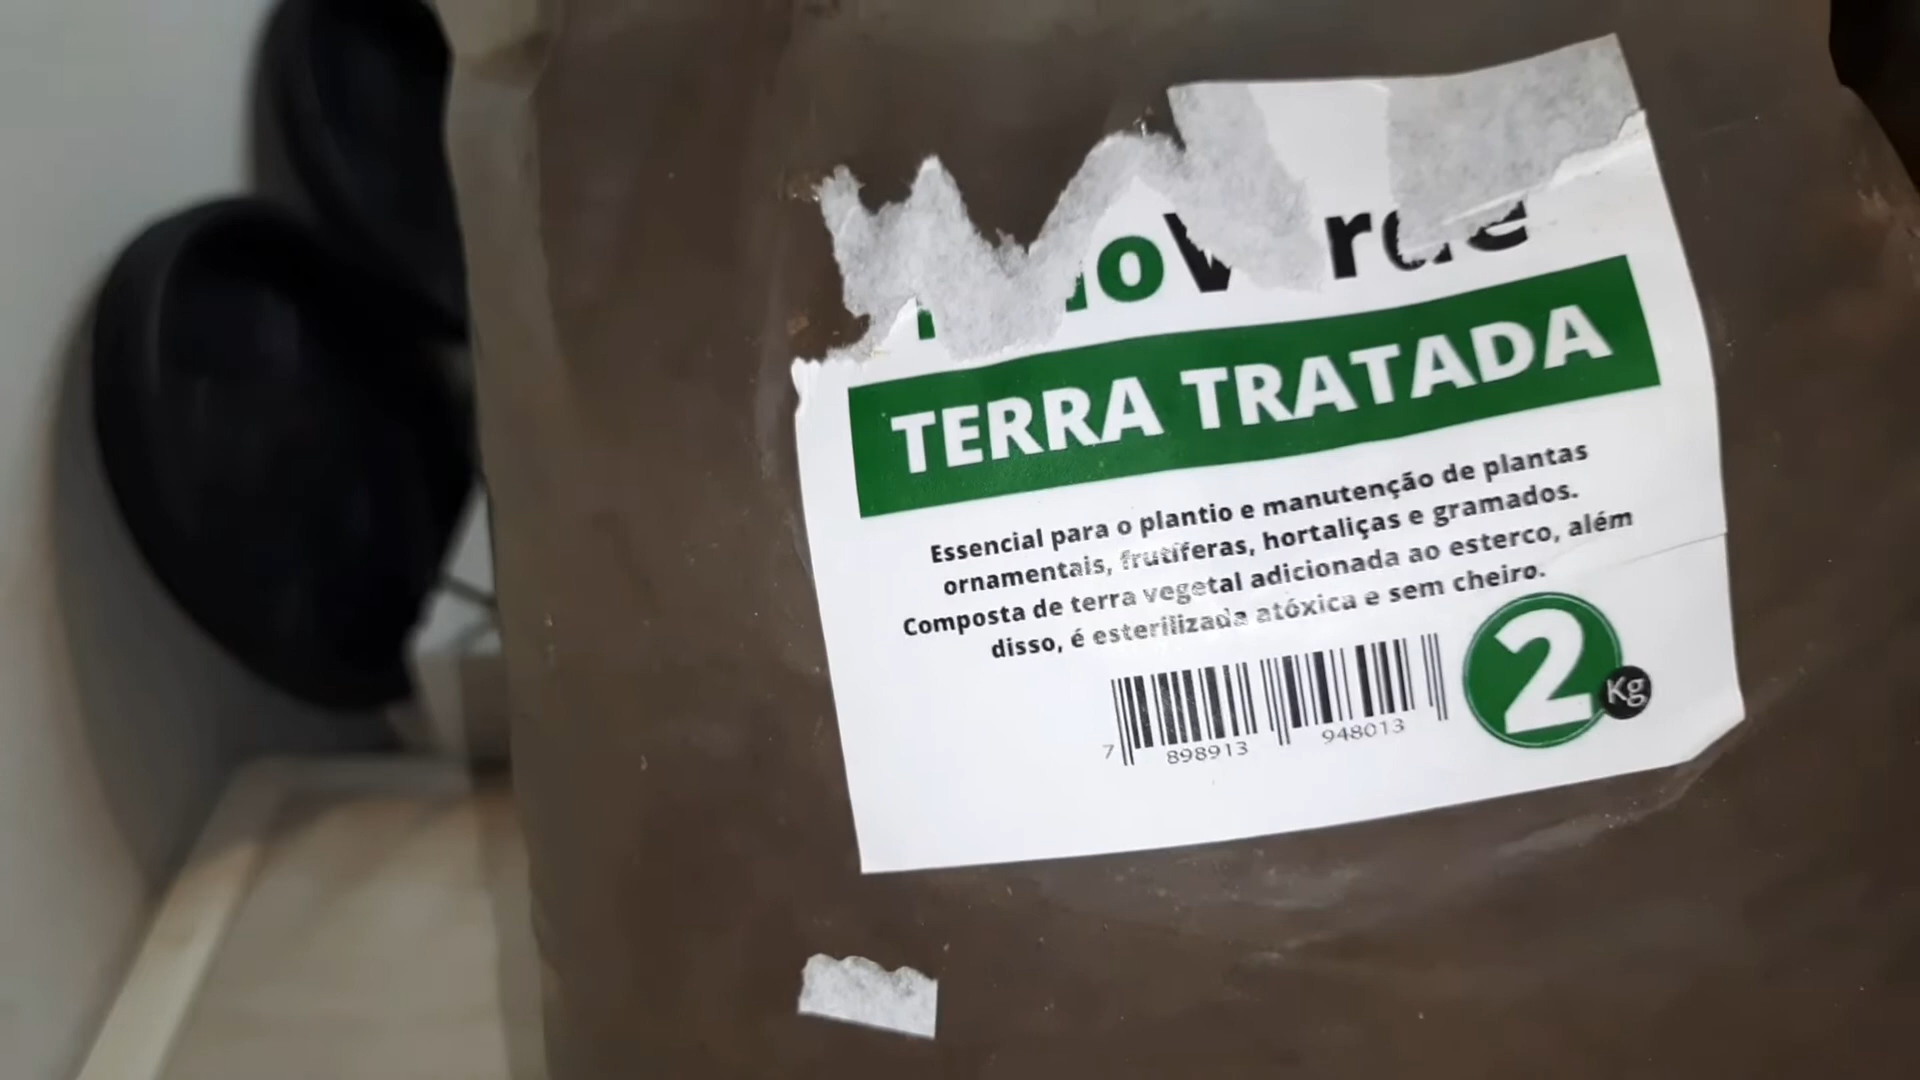 TERRA TRATADA
Essencial para o plantio e manutenção de plantas
ornamentais, frutíferas, hortaliças e gramados.
Composta de terra vegetal adicionada ao esterco, além
disso, é esterilizada atóxica e sem cheiro.
7 898913 948013
2 Kg